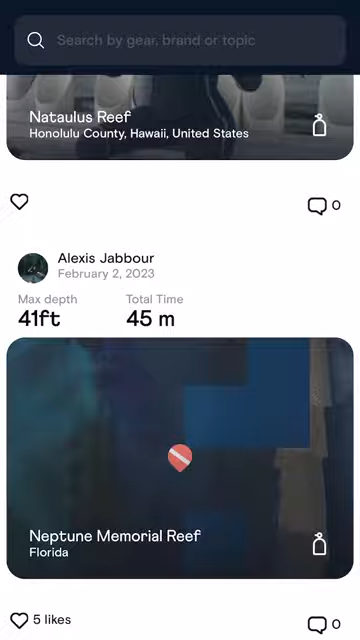 Search by gear, brand or topic
Nataulus Reef
Honolulu County, Hawaii, United States
0
Alexis Jabbour
February 2, 2023
Max depth
Total Time
41ft
45 m
Neptune Memorial Reef
Florida
5 likes
0